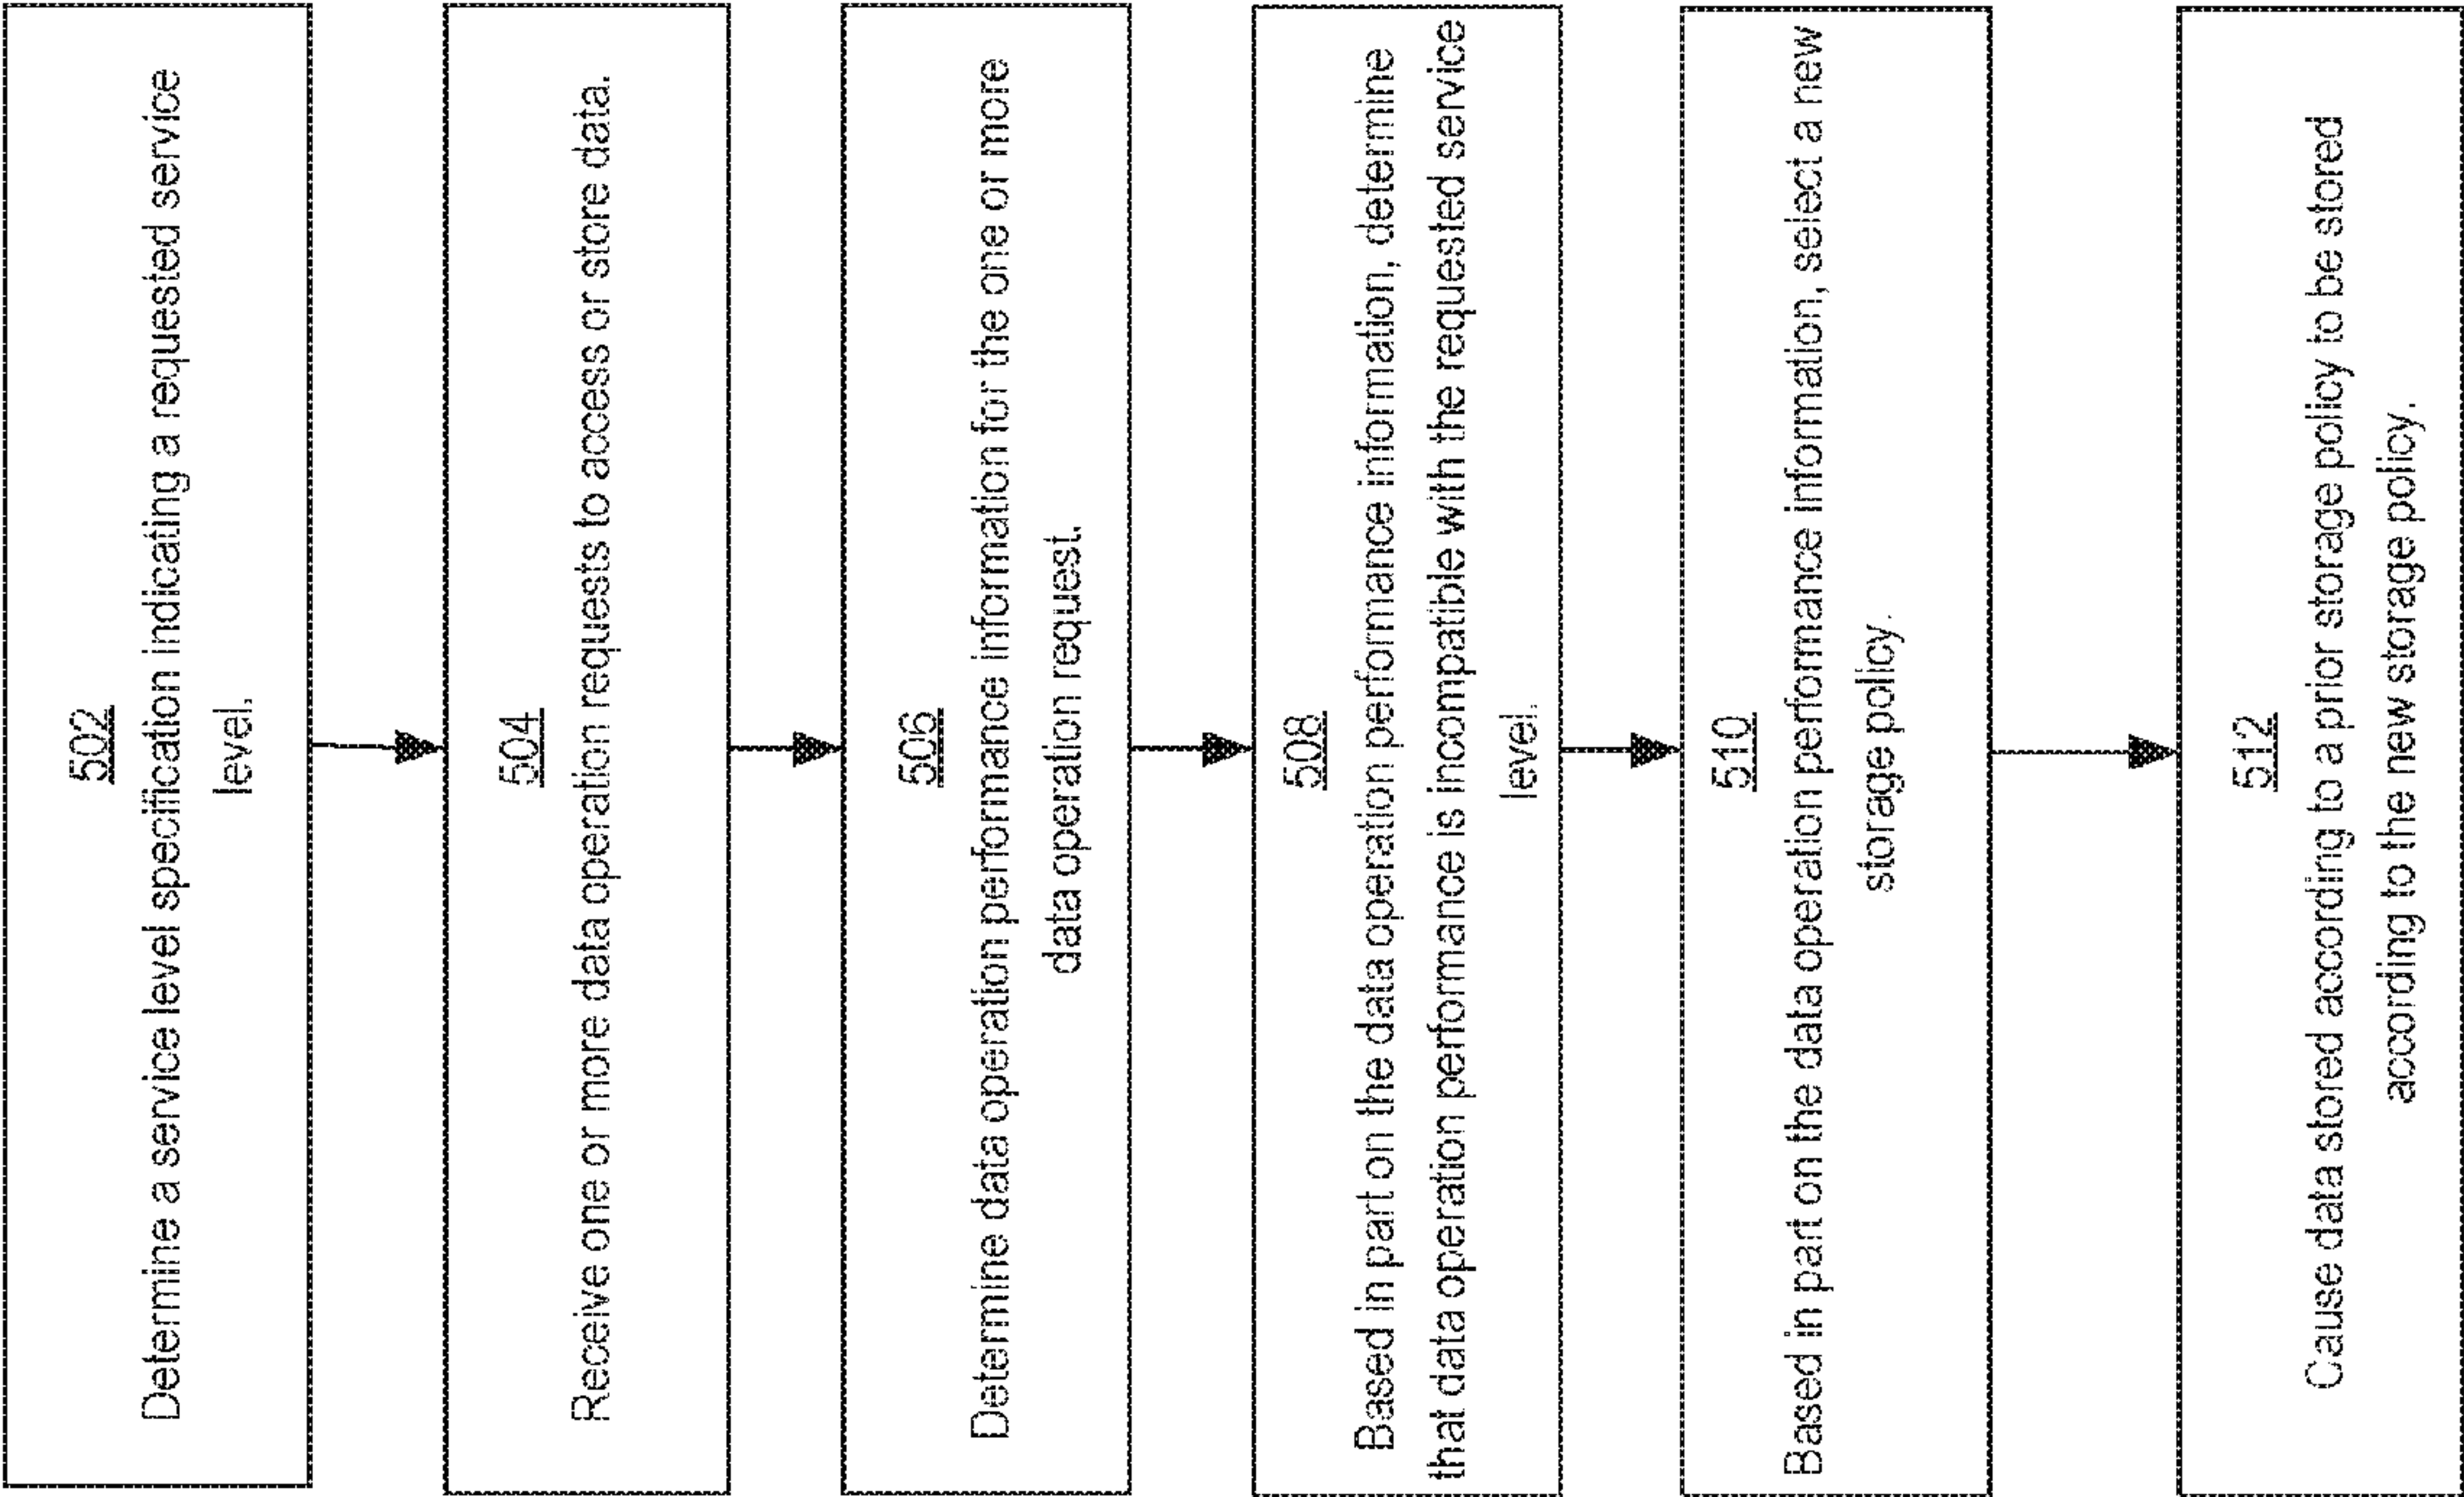 502
Determine a service level specification indicating a requested service
level.
504
Receive one or more data operation requests to access or store data.
506
Determine data operation performance information for the one or more
data operation request.
508
Based in part on the data operation performance information, determine
that data operation performance is incompatible with the requested service
level.
510
Based in part on the data operation performance information, select a new
storage policy.
512
Cause data stored according to a prior storage policy to be stored
according to the new storage policy.